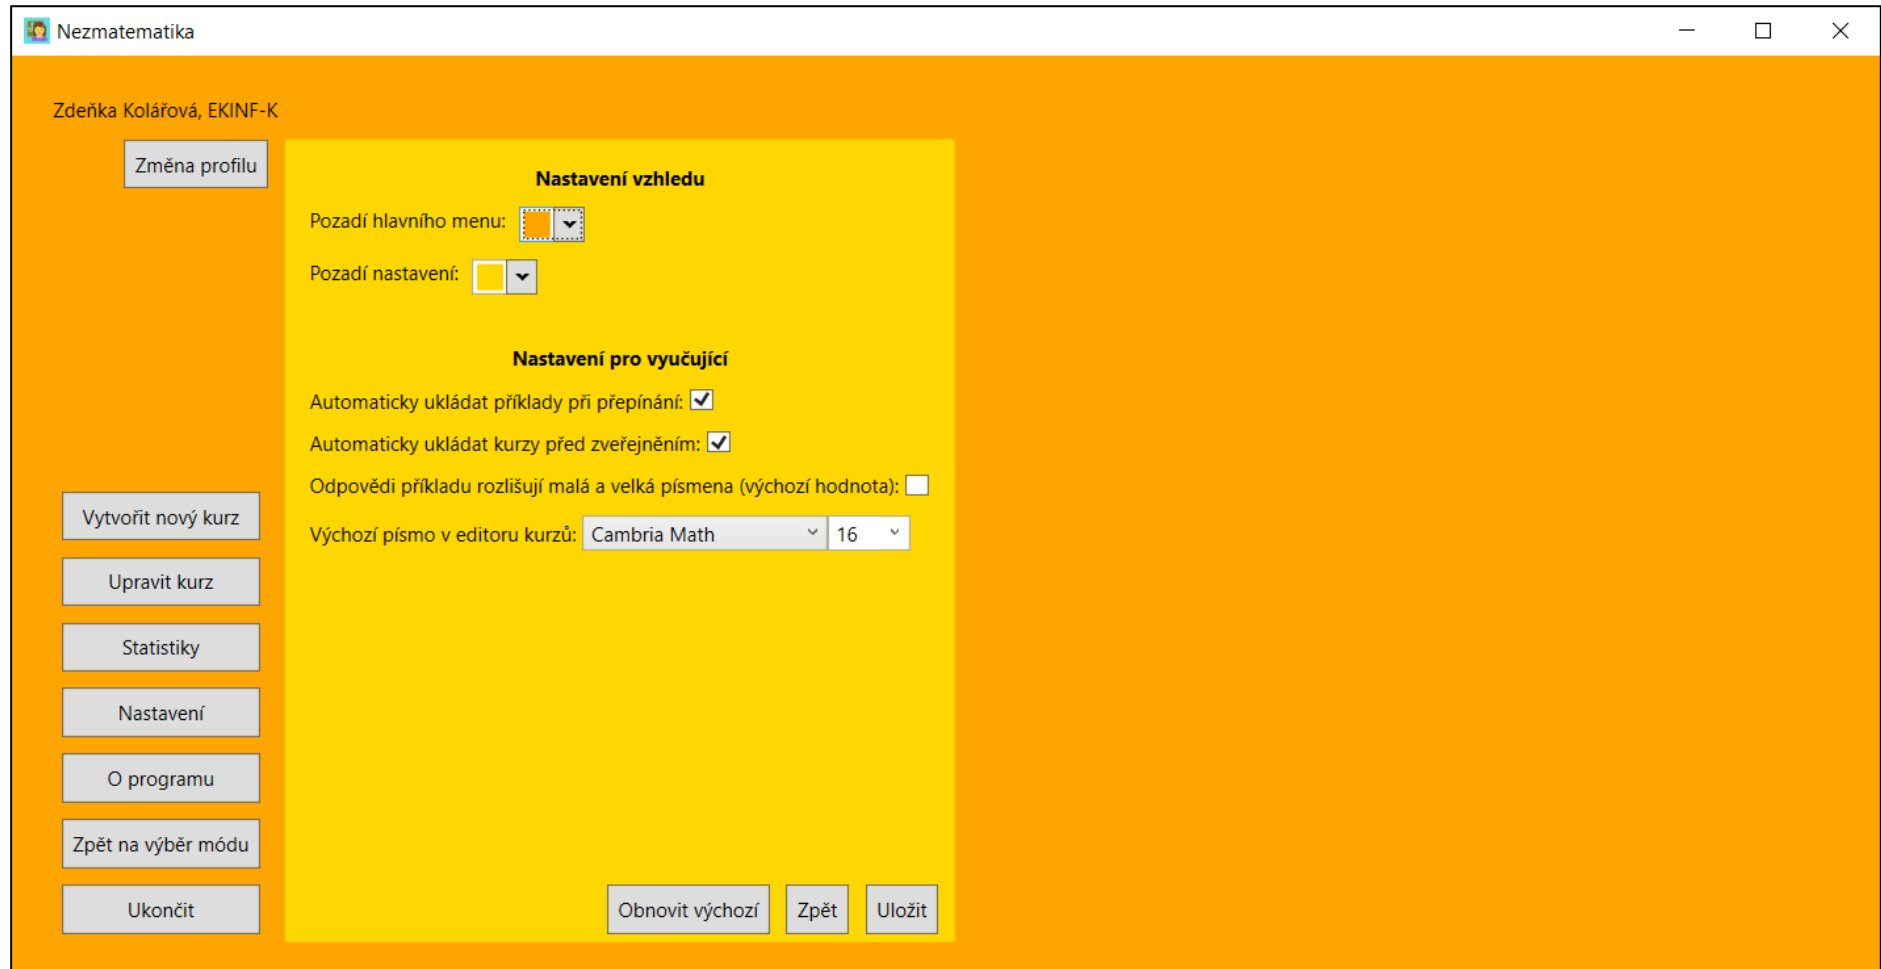 Nezmatematika
Zdeňka Kolářová, EKINF-K
Změna profilu
Nastavení vzhledu
Pozadí hlavního menu:
Pozadí nastavení:
Nastavení pro vyučující
Automaticky ukládat příklady při přepínání:
Automaticky ukládat kurzy před zveřejněním:
Odpovědi příkladu rozlišují malá a velká písmena (výchozí hodnota):
Výchozí písmo v editoru kurzů: Cambria Math 16
Vytvořit nový kurz
Upravit kurz
Statistiky
Nastavení
O programu
Zpět na výběr módu
Ukončit
Obnovit výchozí Zpět Uložit